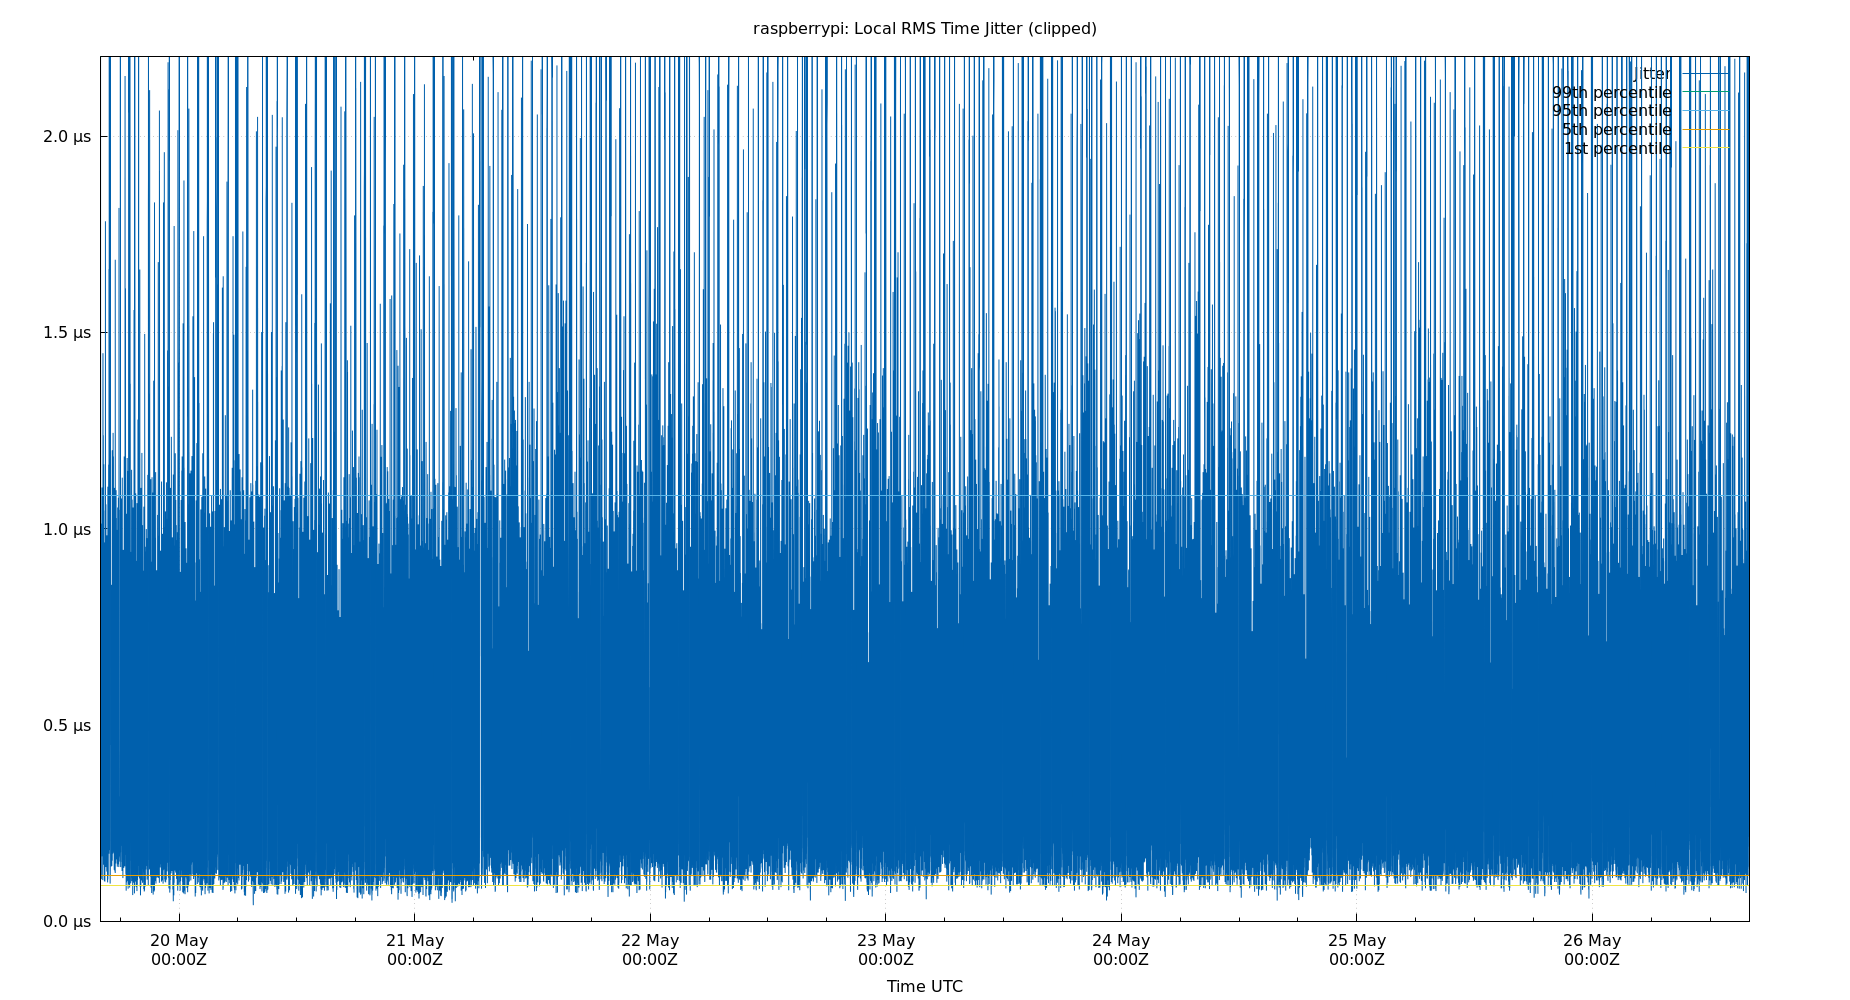 raspberrypi: Local RMS Time Jitter (clipped)
Jitter
99th percentile
95th percentile
5th percentile
1st percentile
2.0 µs
1.5 µs
1.0 µs
0.5 µs
0.0 µs
20 May 21 May 22 May 23 May 24 May 25 May 26 May
00:00Z 00:00Z 00:00Z 00:00Z 00:00Z 00:00Z 00:00Z
Time UTC